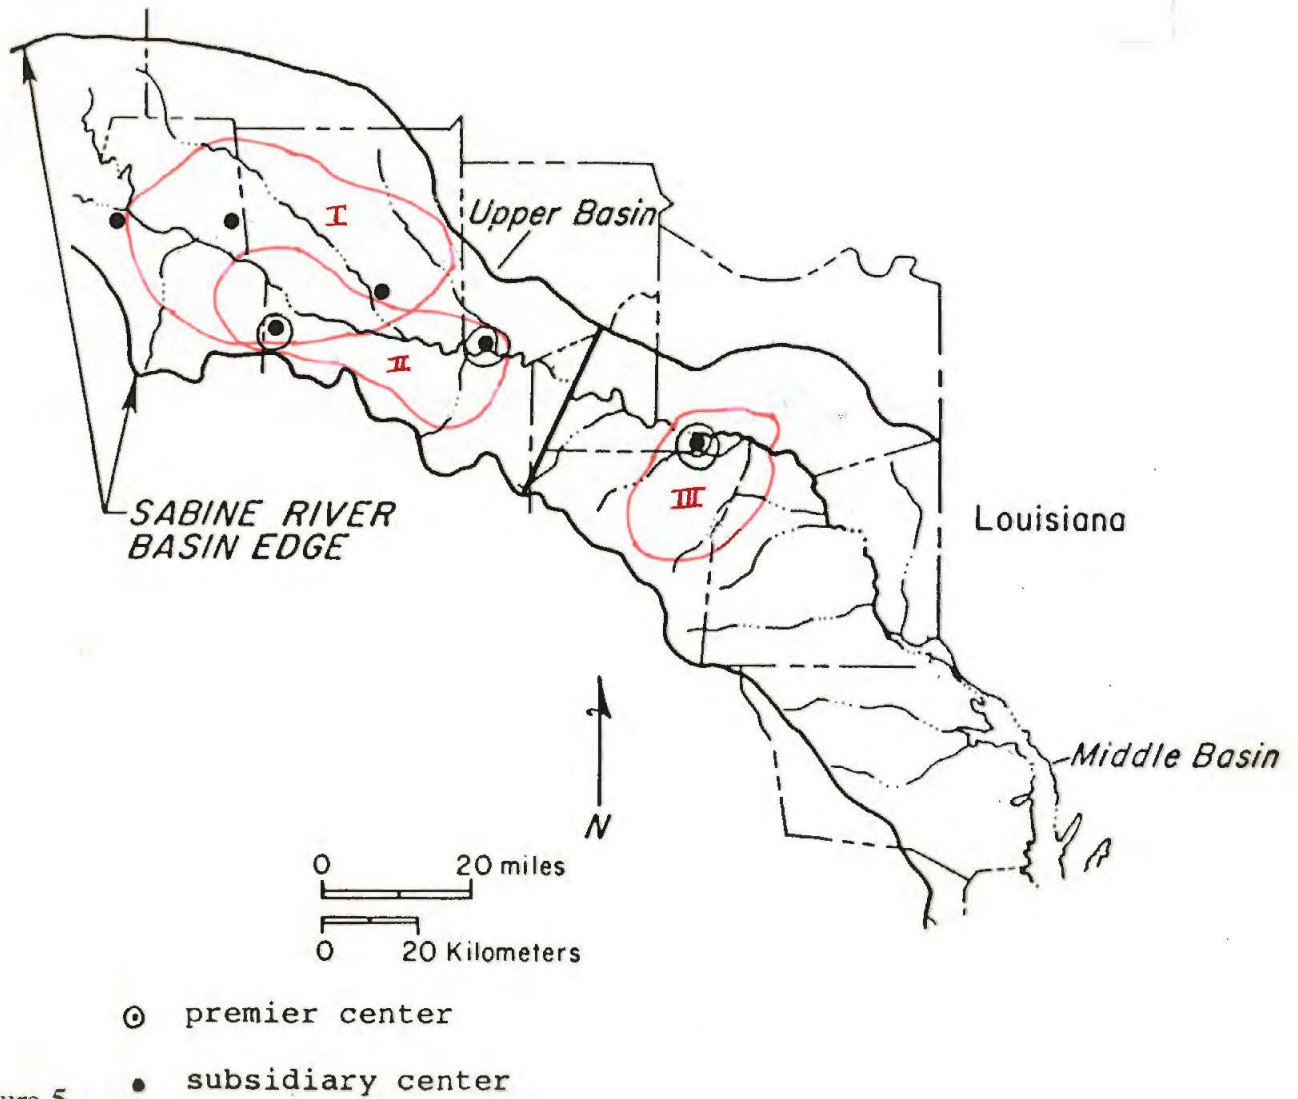 I
Upper Basin
II
III
SABINE RIVER
BASIN EDGE
Louisiana
Middle Basin
N
0 20 miles
0 20 Kilometers
premier center
subsidiary center